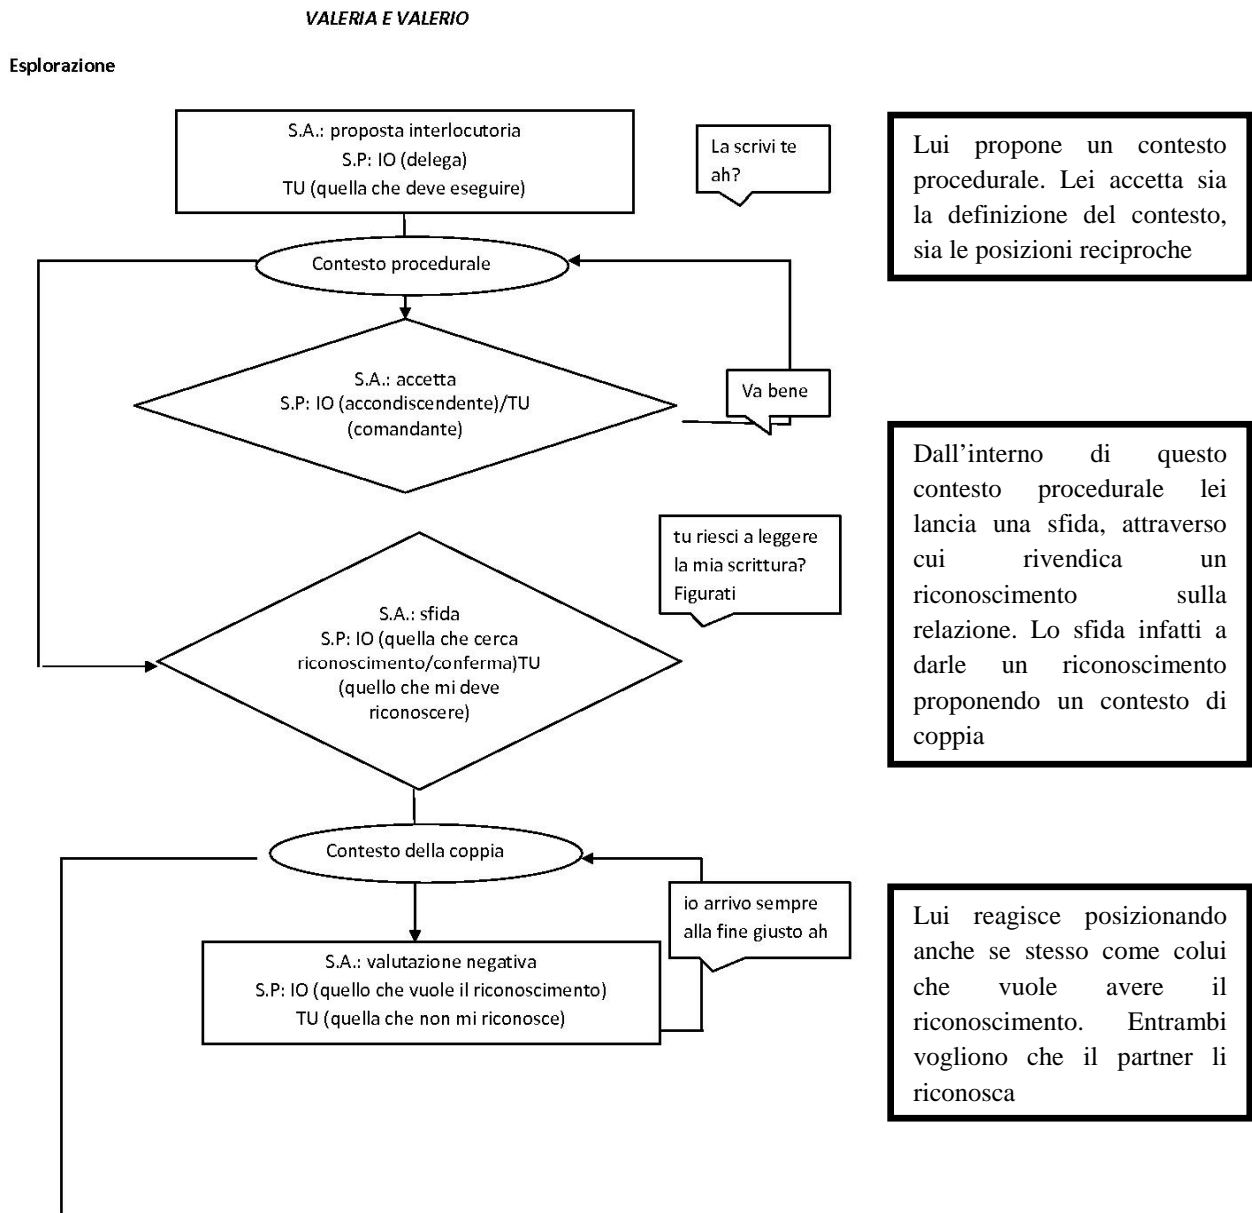 VALERIA E VALERIO
Esplorazione
S.A.: proposta interlocutoria
S.P: IO (delega)
TU (quella che deve eseguire)
La scrivi te
ah?
Lui propone un contesto
procedurale. Lei accetta sia
la definizione del contesto,
sia le posizioni reciproche
Contesto procedurale
S.A.: accetta
S.P: IO (accondiscendente)/TU
(comandante)
Va bene
Dall’interno di questo
contesto procedurale lei
lancia una sfida, attraverso
cui rivendica un
riconoscimento sulla
relazione. Lo sfida infatti a
darle un riconoscimento
proponendo un contesto di
coppia
tu riesci a leggere
la mia scrittura?
Figurati
S.A.: sfida
S.P: IO (quella che cerca
riconoscimento/conferma)TU
(quello che mi deve
riconoscere)
Contesto della coppia
io arrivo sempre
alla fine giusto ah
S.A.: valutazione negativa
S.P: IO (quello che vuole il riconoscimento)
TU (quella che non mi riconosce)
Lui reagisce posizionando
anche se stesso come colui
che vuole avere il
riconoscimento. Entrambi
vogliono che il partner li
riconosca